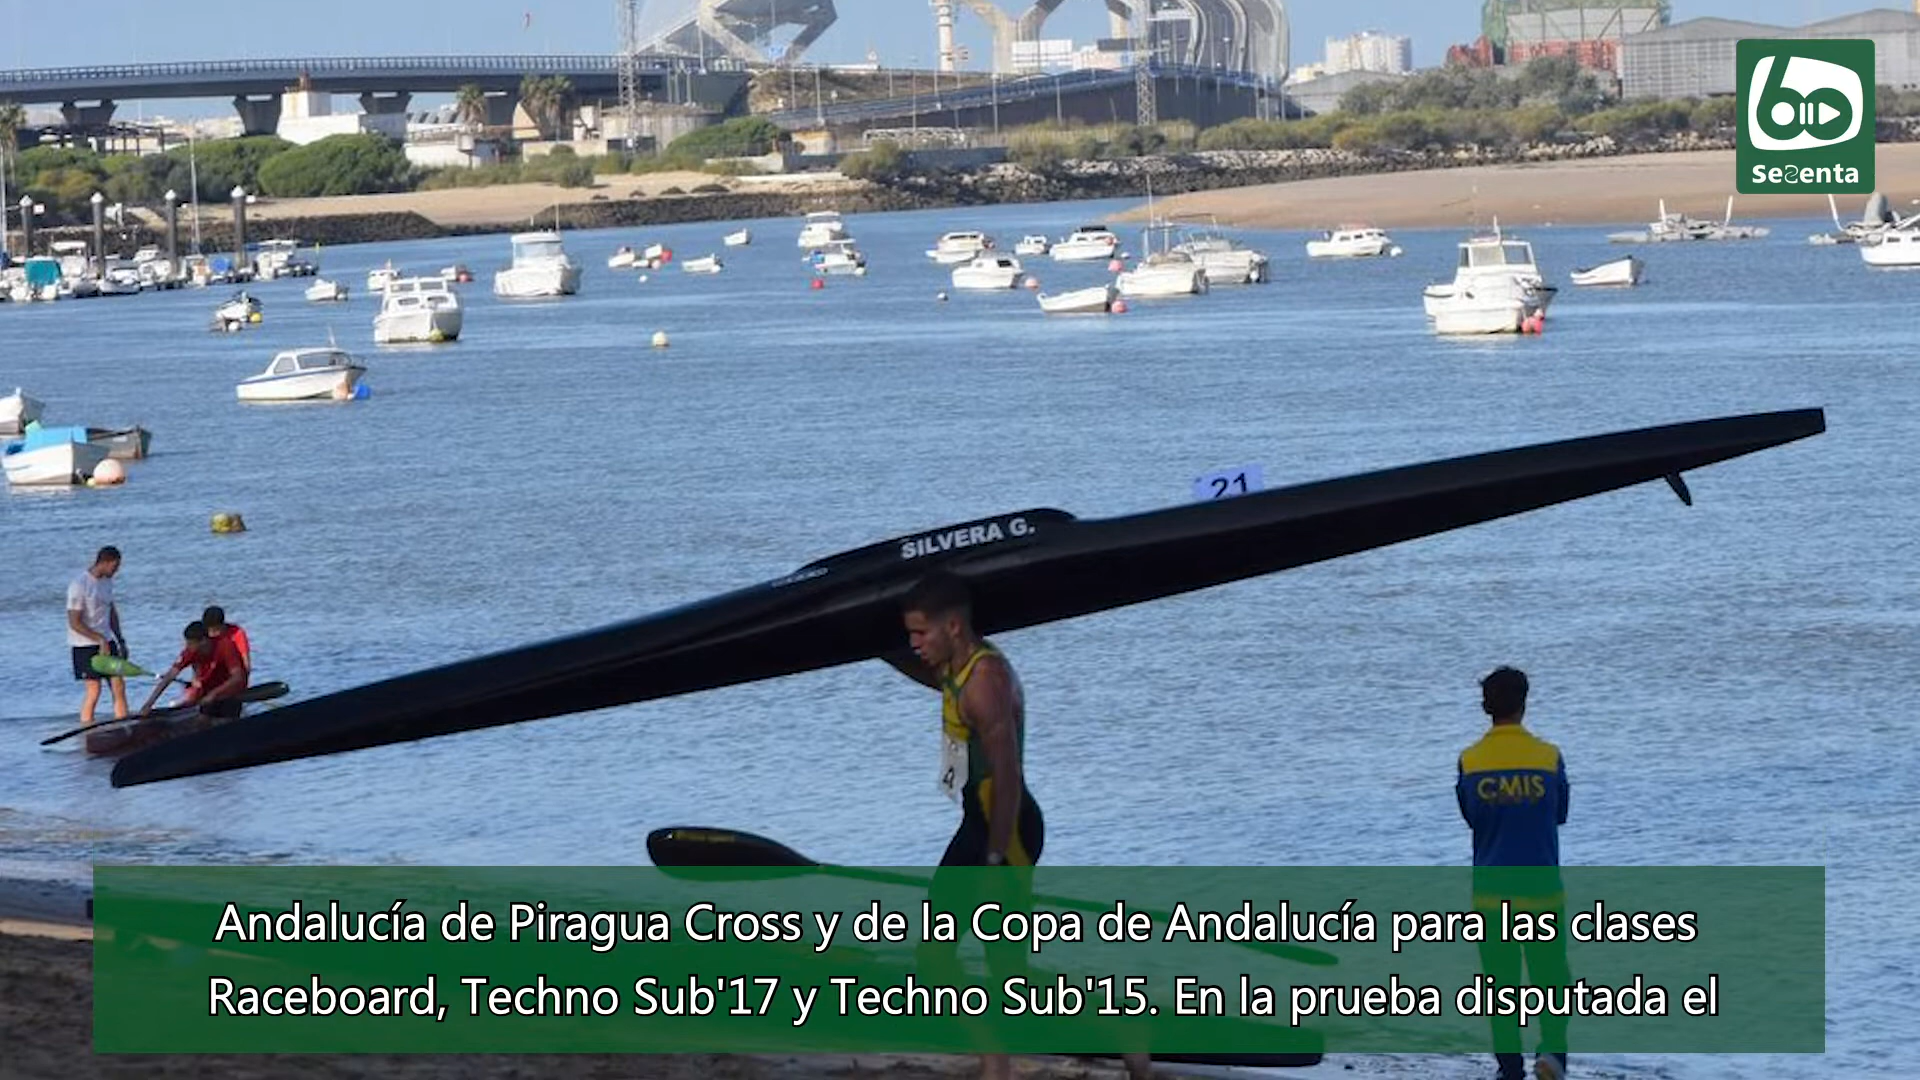 SeSenta
21
SILVERA G.
CMIS
Andalucía de Piragua Cross y de la Copa de Andalucía para las clases
Raceboard, Techno Sub'17 y Techno Sub'15. En la prueba disputada el